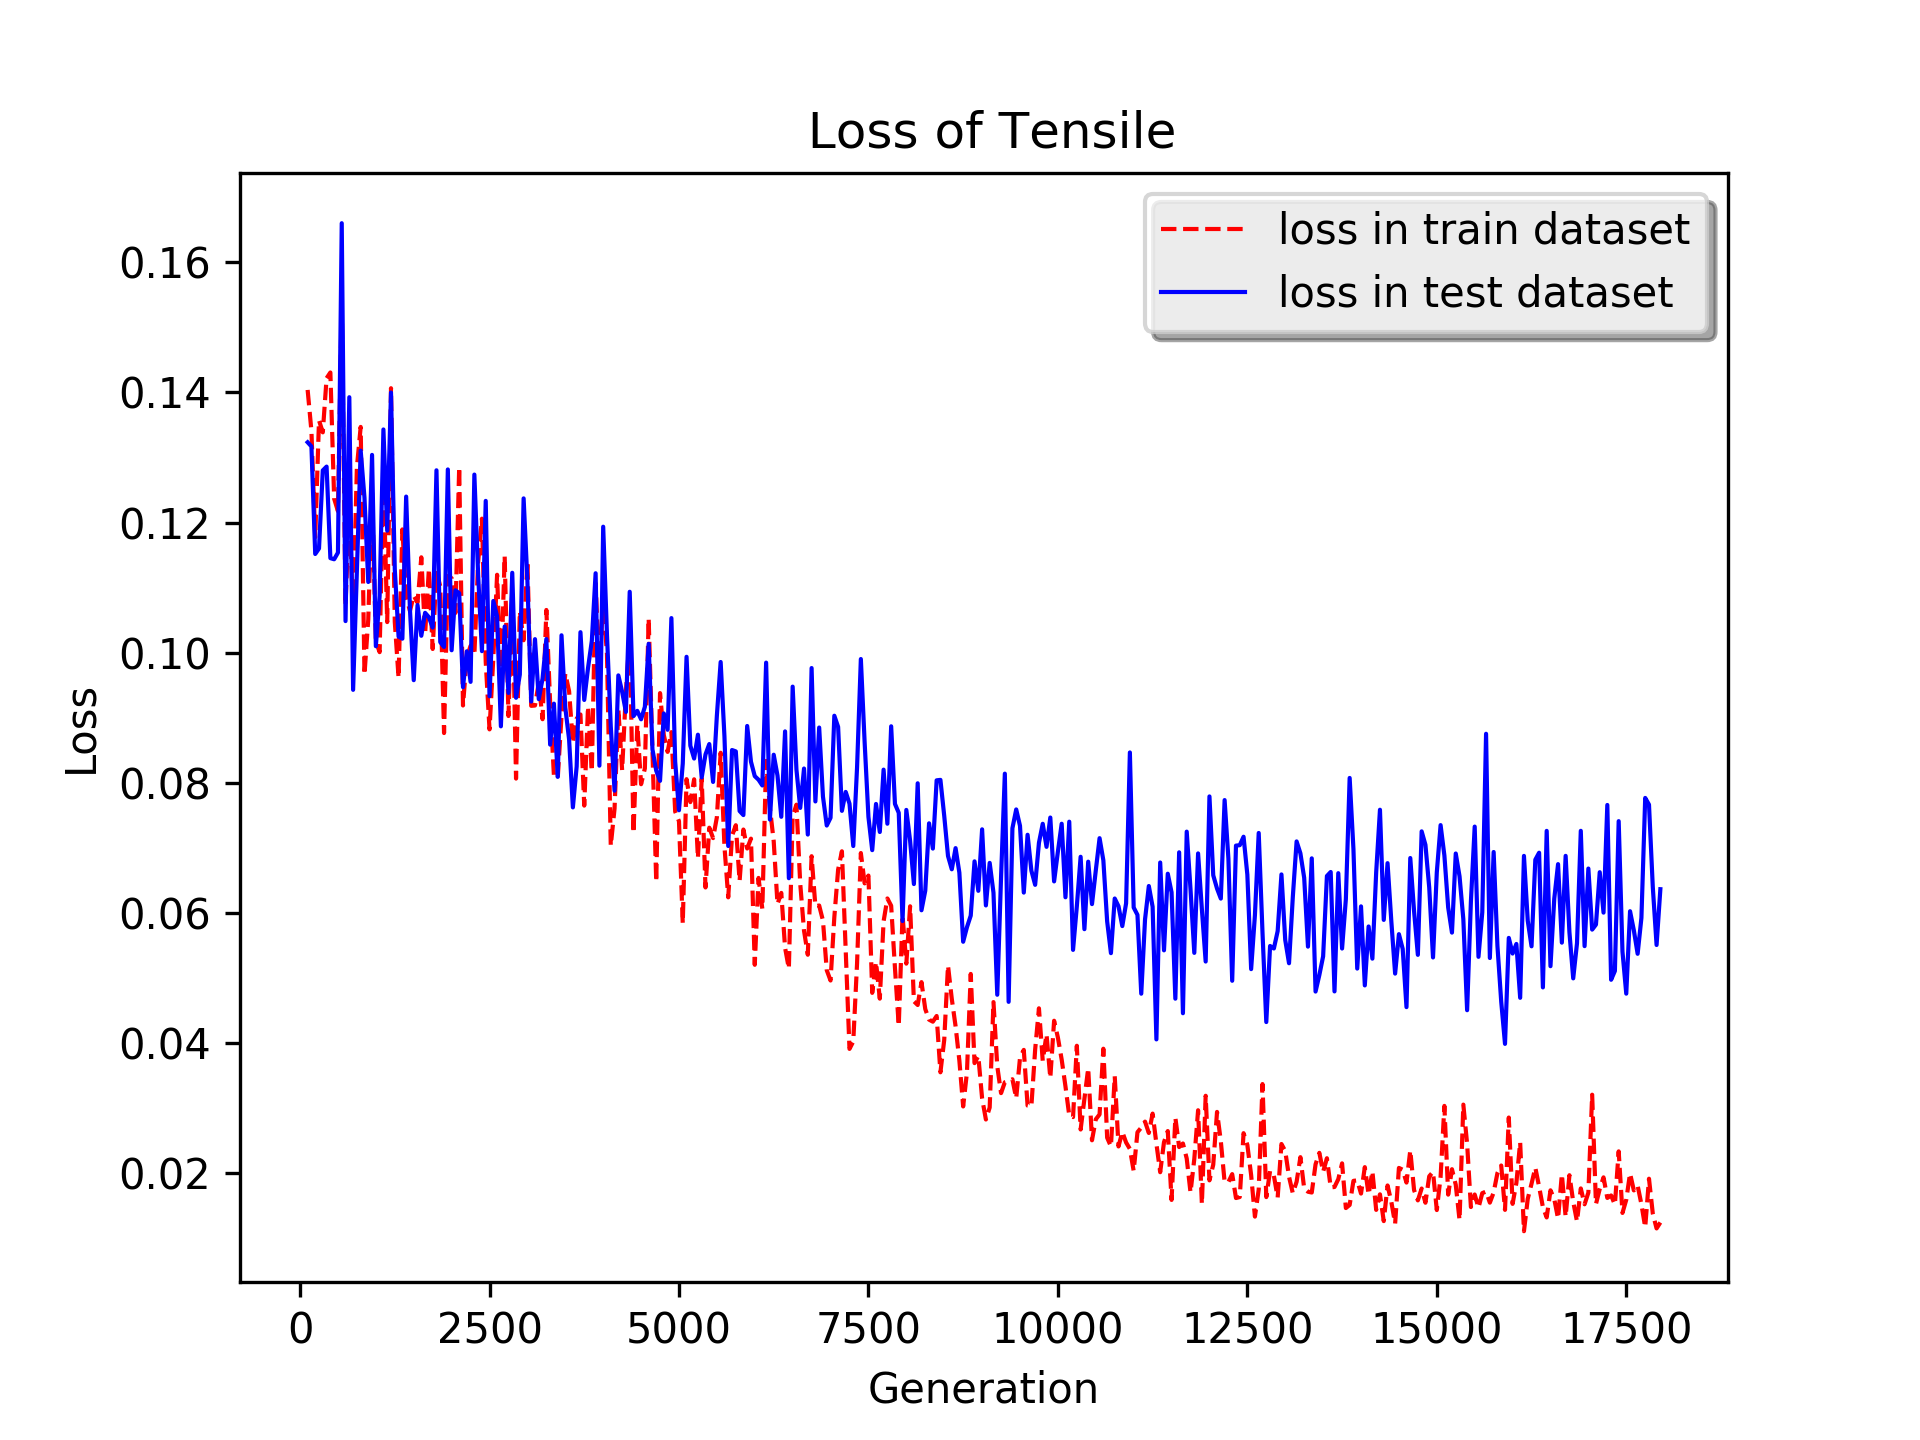 Loss of Tensile
loss in train dataset
loss in test dataset
0.16
0.14
0.12
0.10
0.08
0.06
0.04
0.02
Loss
0 2500 5000 7500 10000 12500 15000 17500
Generation